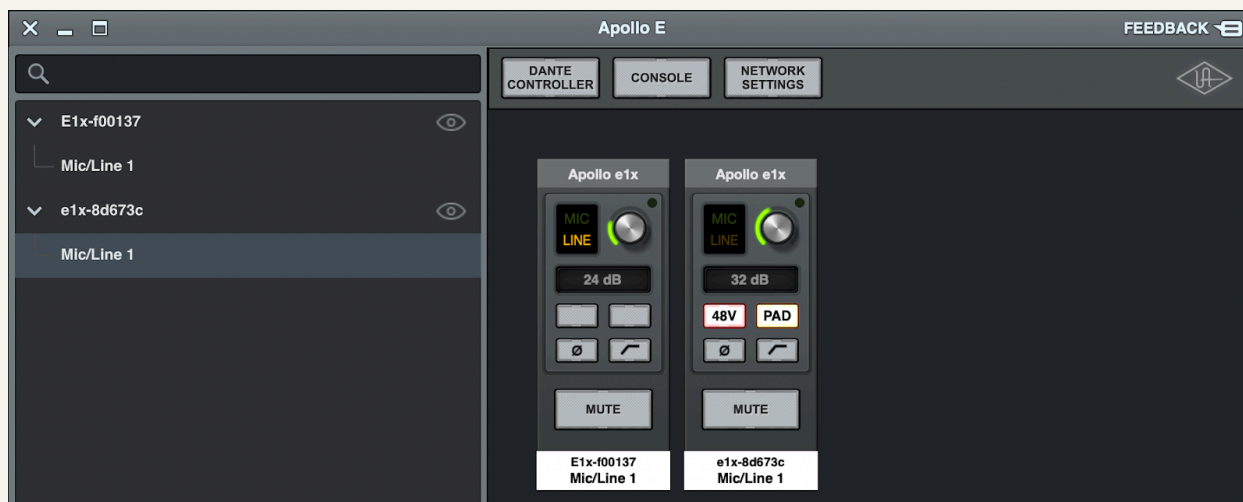 Apollo E
FEEDBACK
DANTE
CONTROLLER
CONSOLE
NETWORK
SETTINGS
E1x-f00137
Mic/Line 1
e1x-8d673c
Mic/Line 1
Apollo e1x
MIC
LINE
24 dB
Ø
MUTE
E1x-f00137
Mic/Line 1
Apollo e1x
MIC
LINE
32 dB
48V PAD
Ø
MUTE
e1x-8d673c
Mic/Line 1